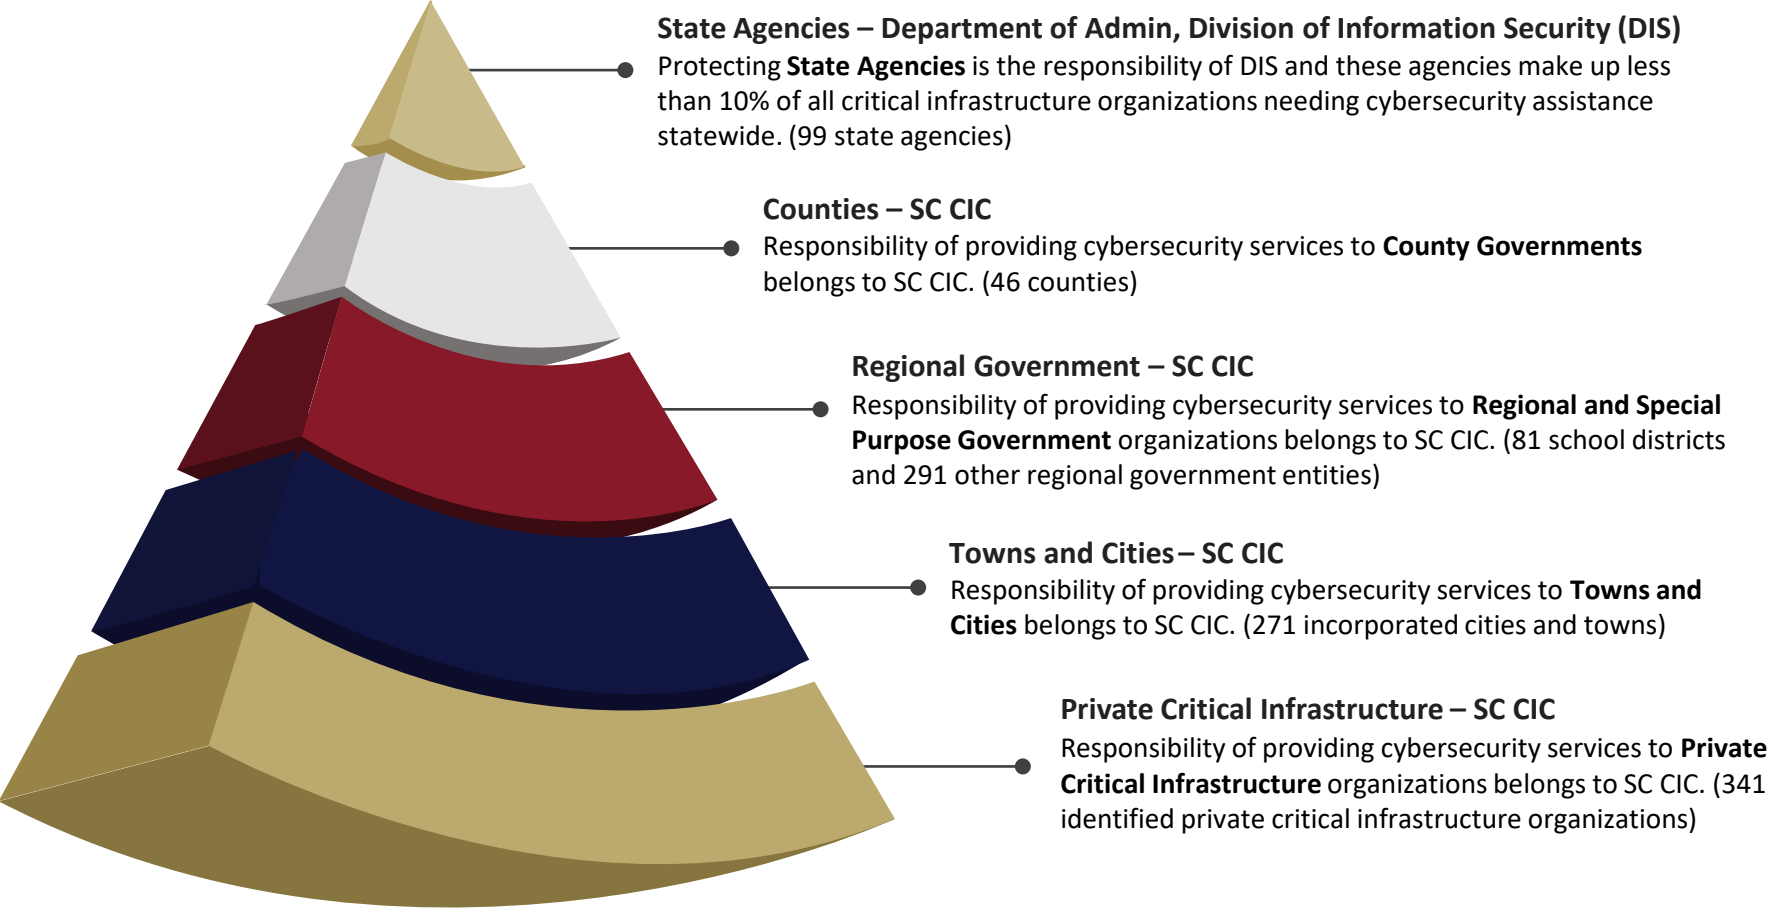 State Agencies – Department of Admin, Division of Information Security (DIS)
Protecting State Agencies is the responsibility of DIS and these agencies make up less
than 10% of all critical infrastructure organizations needing cybersecurity assistance
statewide. (99 state agencies)
Counties – SC CIC
Responsibility of providing cybersecurity services to County Governments
belongs to SC CIC. (46 counties)
Regional Government – SC CIC
Responsibility of providing cybersecurity services to Regional and Special
Purpose Government organizations belongs to SC CIC. (81 school districts
and 291 other regional government entities)
Towns and Cities – SC CIC
Responsibility of providing cybersecurity services to Towns and
Cities belongs to SC CIC. (271 incorporated cities and towns)
Private Critical Infrastructure – SC CIC
Responsibility of providing cybersecurity services to Private
Critical Infrastructure organizations belongs to SC CIC. (341
identified private critical infrastructure organizations)